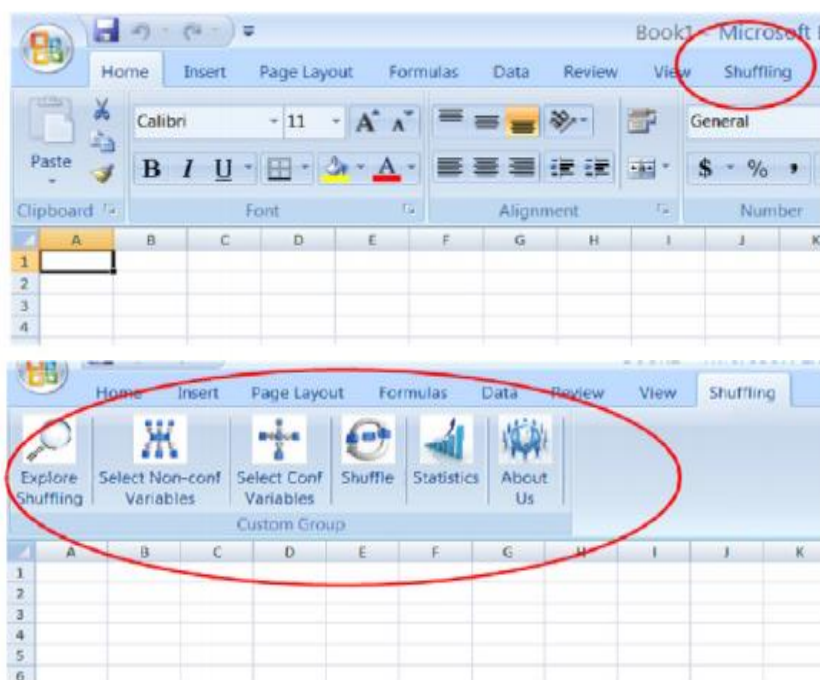 Book1 - Microsoft
Home Insert Page Layout Formulas Data Review View Shuffling
Calibri 11 A A General
Paste B I U A $ %
Clipboard Font Alignment Number
A B C D E F G H I J K
1
2
3
4
Home Insert Page Layout Formulas Data Review View Shuffling
Explore Select Non-conf Select Conf Shuffle Statistics About
Shuffling Variables Variables Us
Custom Group
A B C D E F G H I J K
1
2
3
4
5
6